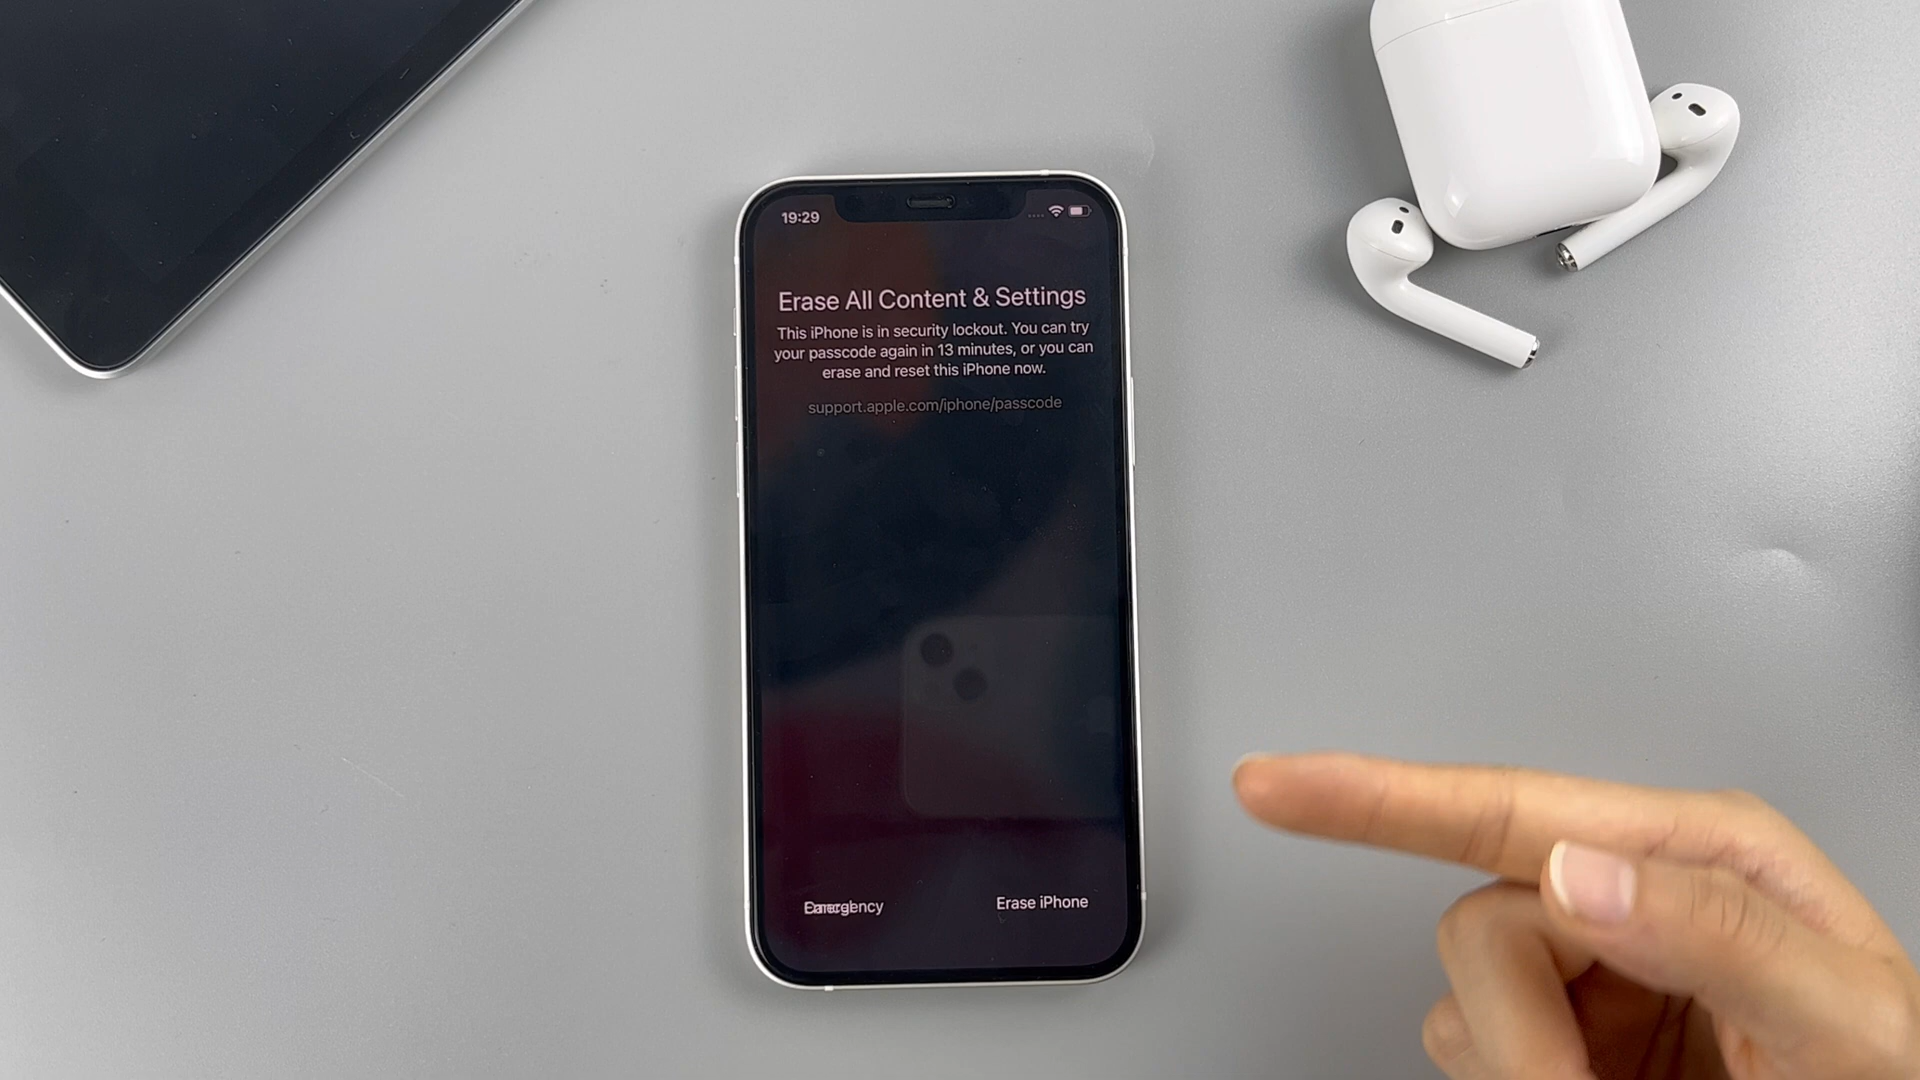 19:29
Erase All Content & Settings
This iPhone is in security lockout. You can try
your passcode again in 13 minutes, or you can
erase and reset this iPhone now.
support.apple.com/iphone/passcode
Emergency Erase iPhone